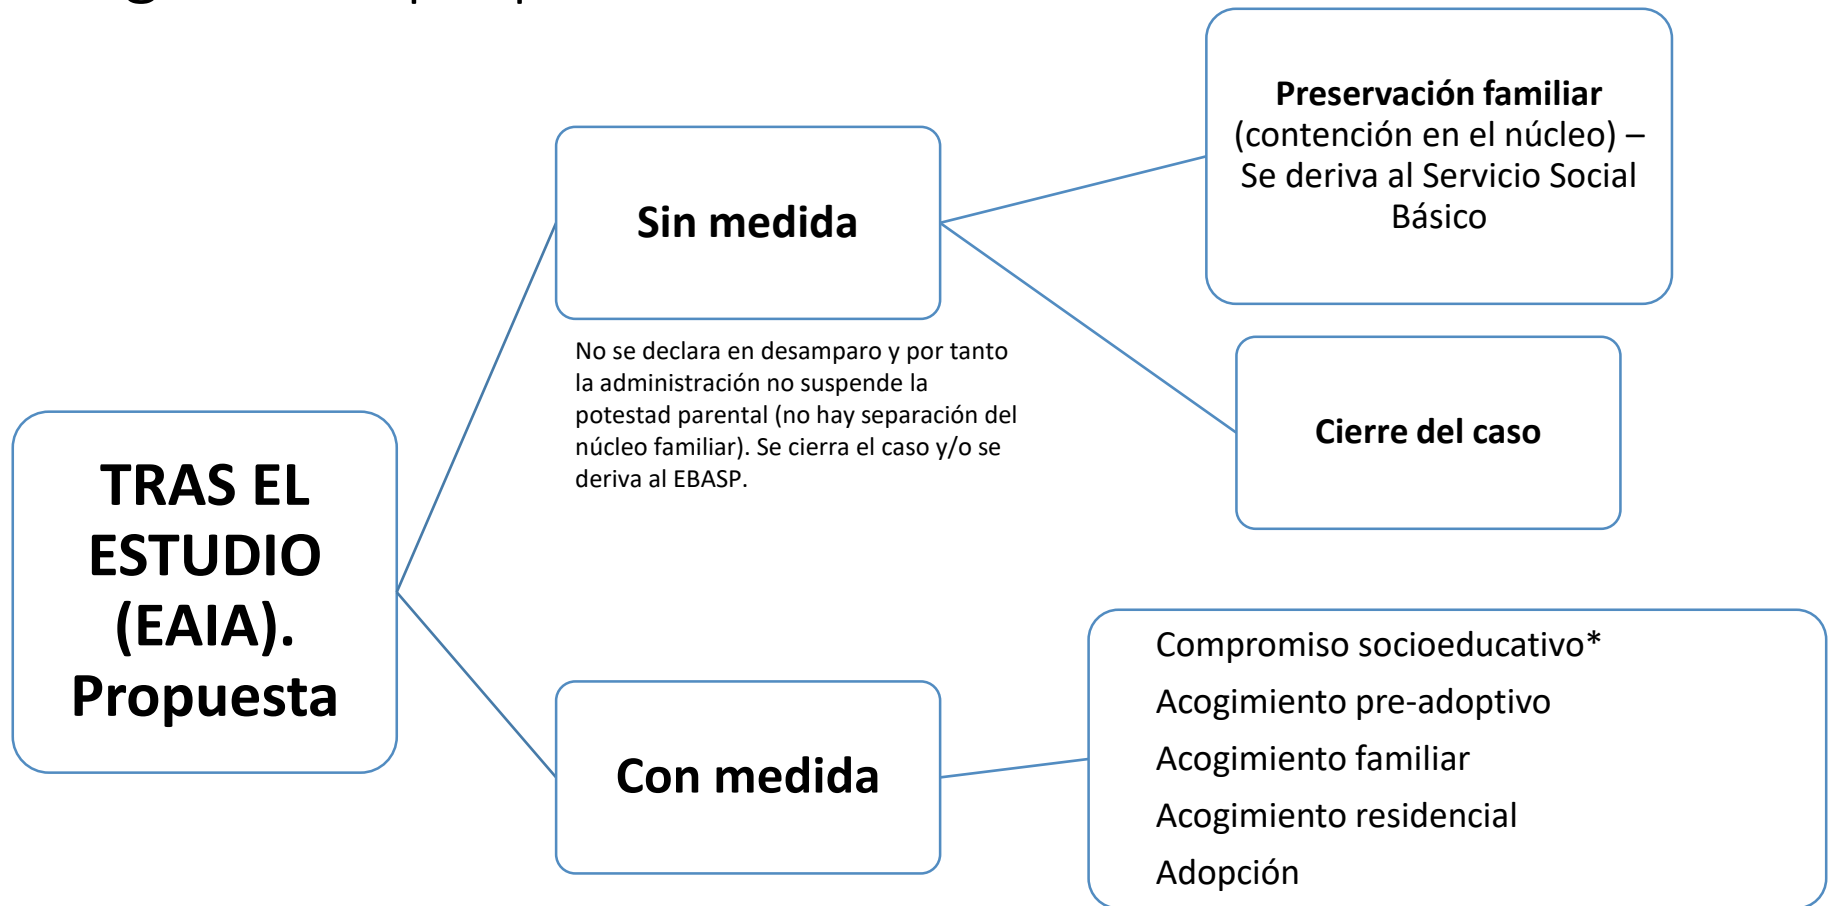 TRAS EL
ESTUDIO
(EAIA).
Propuesta
Sin medida
No se declara en desamparo y por tanto
la administración no suspende la
potestad parental (no hay separación del
núcleo familiar). Se cierra el caso y/o se
deriva al EBASP.
Preservación familiar
(contención en el núcleo) –
Se deriva al Servicio Social
Básico
Cierre del caso
Con medida
Compromiso socioeducativo*
Acogimiento pre-adoptivo
Acogimiento familiar
Acogimiento residencial
Adopción